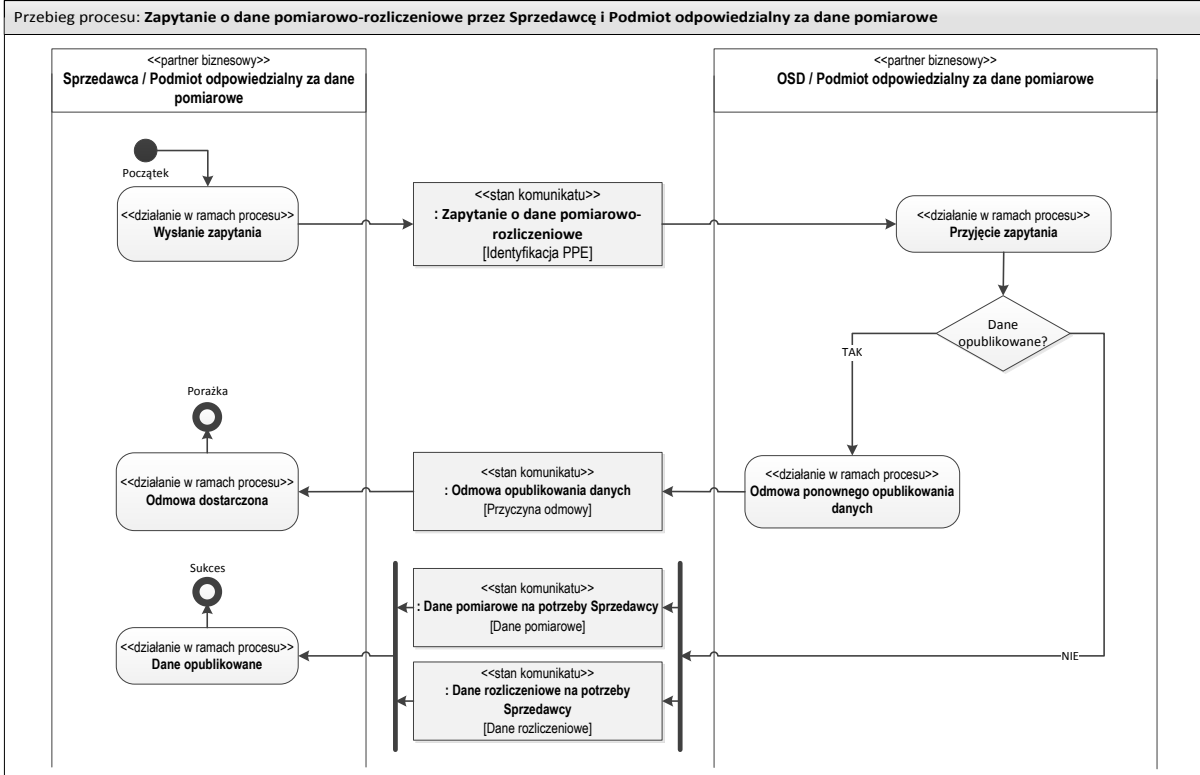 Przebieg procesu: Zapytanie o dane pomiarowo-rozliczeniowe przez Sprzedawcę i Podmiot odpowiedzialny za dane pomiarowe
<<partner biznesowy>>
Sprzedawca / Podmiot odpowiedzialny za dane
pomiarowe
<<partner biznesowy>>
OSD / Podmiot odpowiedzialny za dane pomiarowe
Początek
<<działanie w ramach procesu>>
Wysłanie zapytania
<<stan komunikatu>>
: Zapytanie o dane pomiarowo-
rozliczeniowe
[Identyfikacja PPE]
<<działanie w ramach procesu>>
Przyjęcie zapytania
Dane
opublikowane?
TAK
Porażka
<<działanie w ramach procesu>>
Odmowa dostarczona
<<stan komunikatu>>
: Odmowa opublikowania danych
[Przyczyna odmowy]
<<działanie w ramach procesu>>
Odmowa ponownego opublikowania
danych
Sukces
<<działanie w ramach procesu>>
Dane opublikowane
<<stan komunikatu>>
: Dane pomiarowe na potrzeby Sprzedawcy
[Dane pomiarowe]
<<stan komunikatu>>
: Dane rozliczeniowe na potrzeby
Sprzedawcy
[Dane rozliczeniowe]
NIE